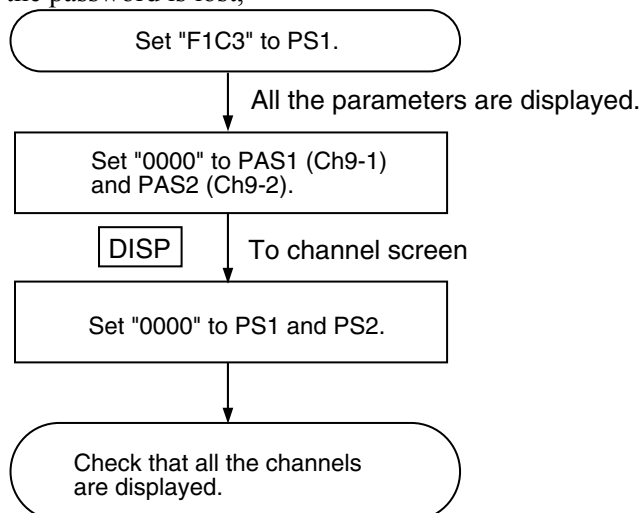 the password is lost,
Set "F1C3" to PS1.
All the parameters are displayed.
Set "0000" to PAS1 (Ch9-1)
and PAS2 (Ch9-2).
DISP To channel screen
Set "0000" to PS1 and PS2.
Check that all the channels
are displayed.